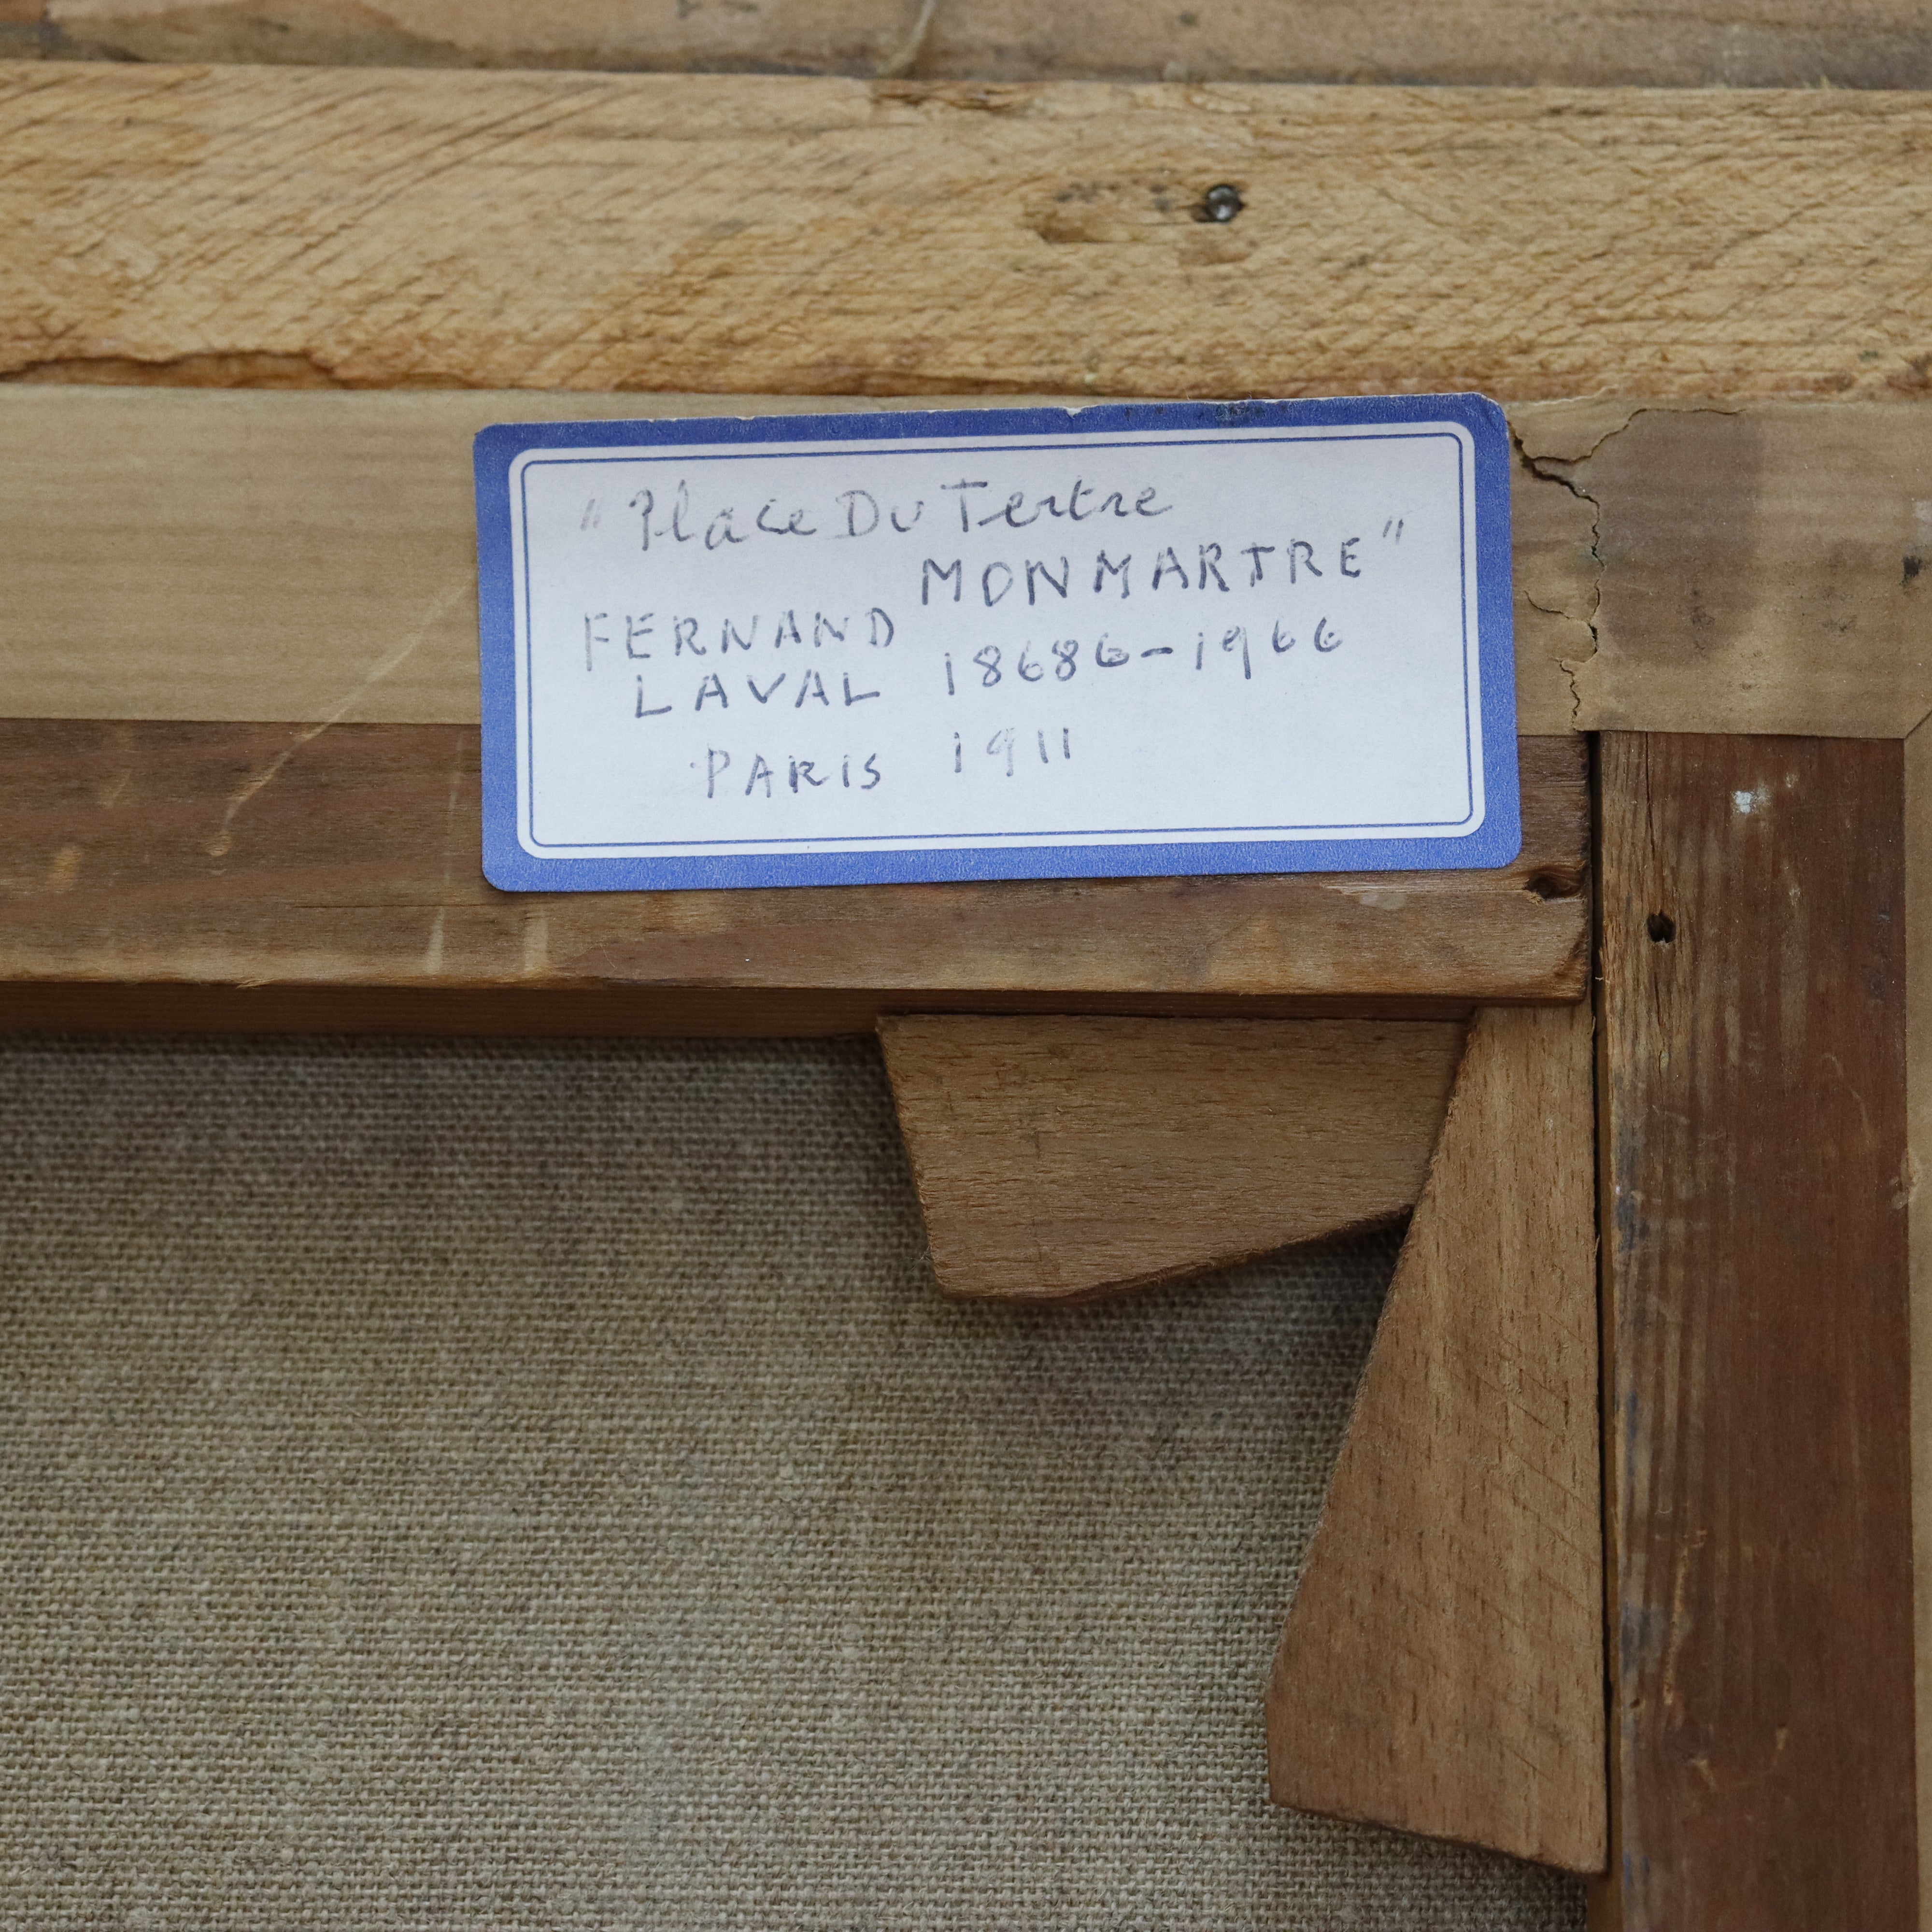 "Place Du Tertre
MONMARTRE"
FERNAND
LAVAL 18686-1966
PARIS 1911